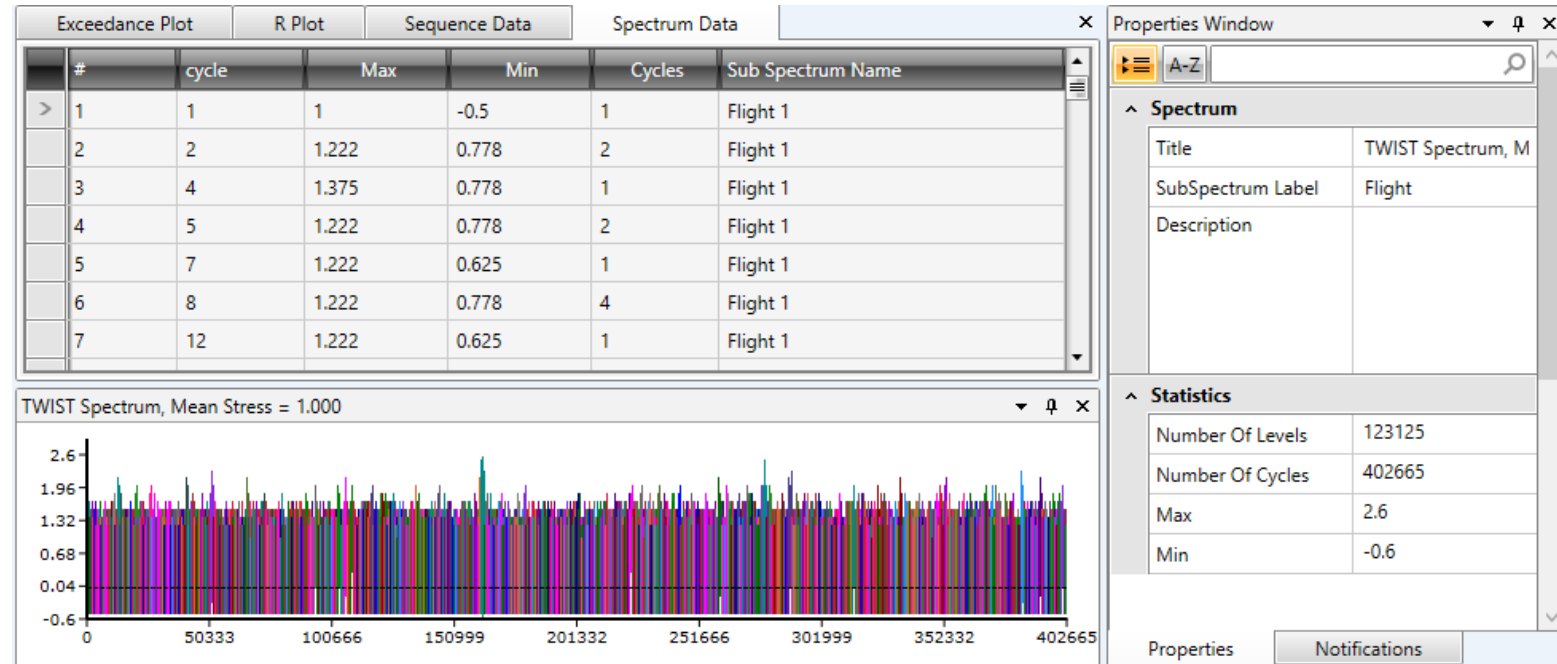 Exceedance Plot R Plot Sequence Data Spectrum Data
# cycle Max Min Cycles Sub Spectrum Name
1 1 1 -0.5 1 Flight 1
2 2 1.222 0.778 2 Flight 1
3 4 1.375 0.778 1 Flight 1
4 5 1.222 0.778 2 Flight 1
5 7 1.222 0.625 1 Flight 1
6 8 1.222 0.778 4 Flight 1
7 12 1.222 0.625 1 Flight 1
TWIST Spectrum, Mean Stress = 1.000
2.6
1.96
1.32
0.68
0.04
-0.6
0 50333 100666 150999 201332 251666 301999 352332 402665
Properties Window
A-Z
Spectrum
Title TWIST Spectrum, M
SubSpectrum Label Flight
Description
Statistics
Number Of Levels 123125
Number Of Cycles 402665
Max 2.6
Min -0.6
Properties Notifications